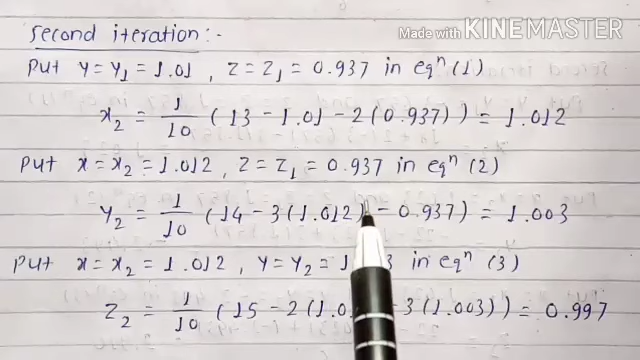 Made with KINEMASTER
Second iteration:-
Put y = y₁ = 1.01 , z = z₁ = 0.937 in eqⁿ (1)
x₂ = 1/10 (13 - 1.01 - 2(0.937)) = 1.012
Put x = x₂ = 1.012 , z = z₁ = 0.937 in eqⁿ (2)
y₂ = 1/10 (14 - 3(1.012) - 0.937) = 1.003
Put x = x₂ = 1.012 , y = y₂ = 1 3 in eqⁿ (3)
z₂ = 1/10 (15 - 2(1.0 - 3(1.003)) = 0.997